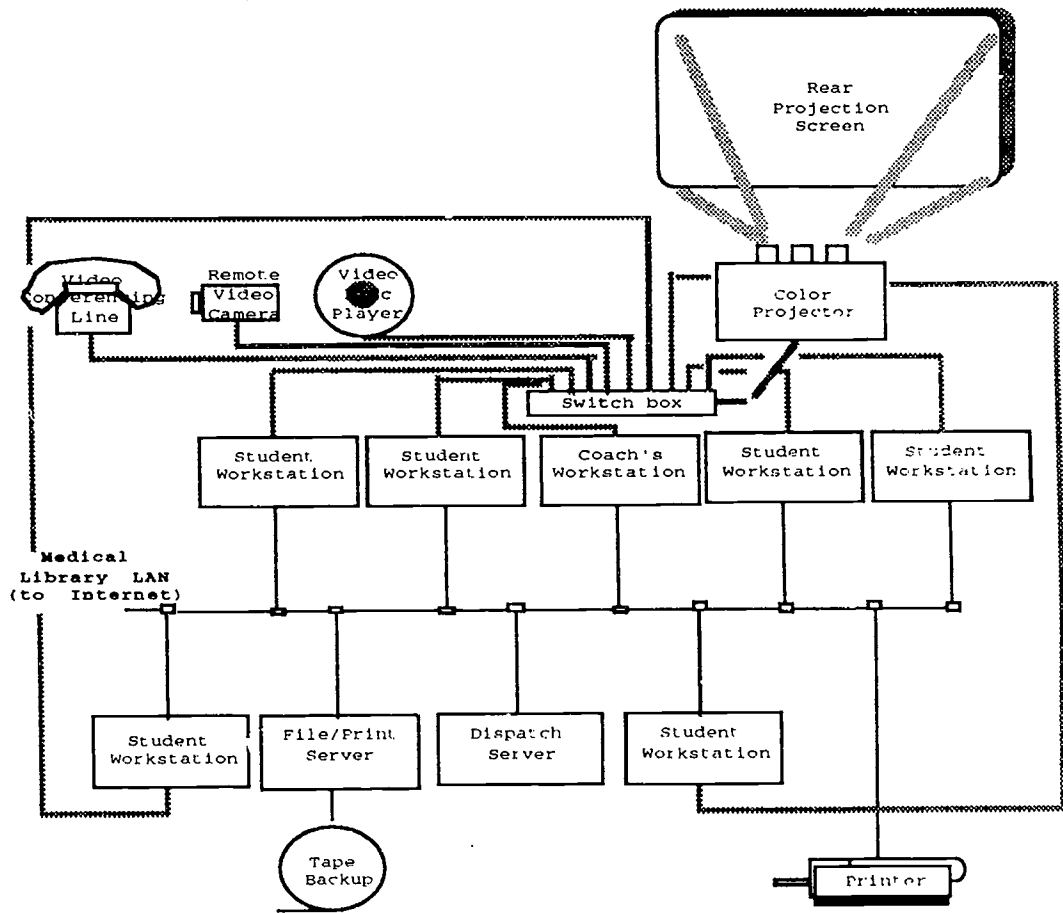 Rear
Projection
Screen
Video
Conferencing
Line
Remote
Video
Camera
Video
Player
Color
Projector
Switch box
Student
Workstation
Student
Workstation
Coach's
Workstation
Student
Workstation
Student
Workstation
Medical
Library LAN
(to Internet)
Student
Workstation
File/Print
Server
Dispatch
Server
Student
Workstation
Tape
Backup
Printer